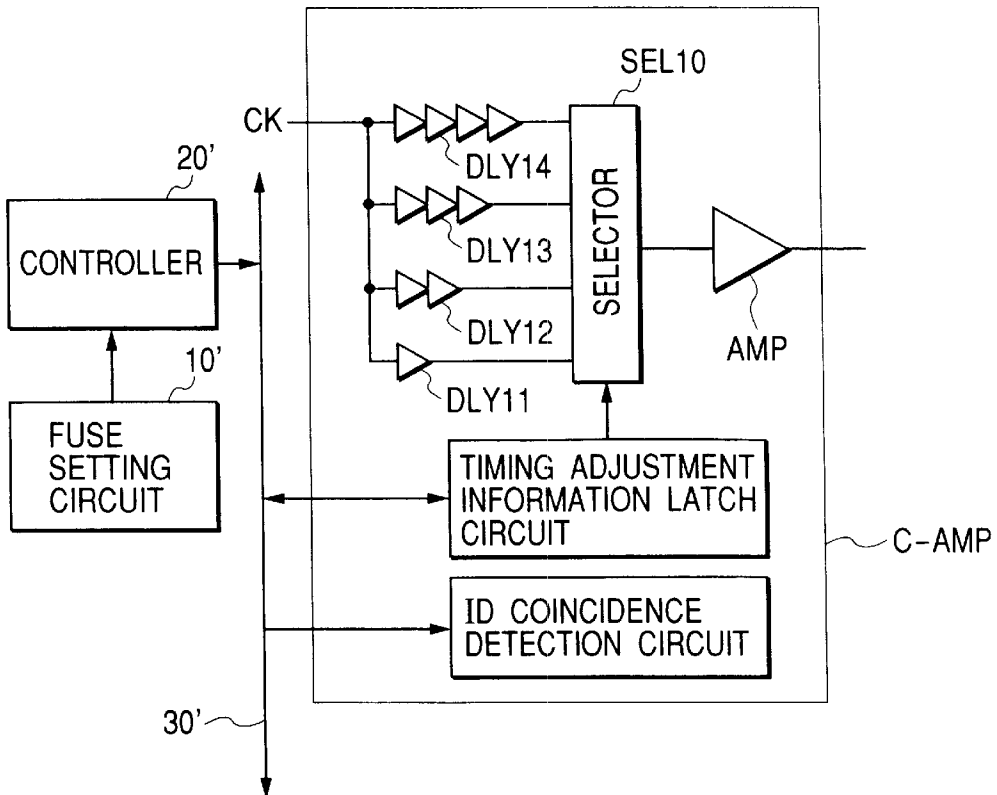 SEL10
CK
DLY14
20'
SELECTOR
CONTROLLER
DLY13
DLY12
AMP
10'
DLY11
FUSE
SETTING
CIRCUIT
TIMING ADJUSTMENT
INFORMATION LATCH
CIRCUIT
C-AMP
ID COINCIDENCE
DETECTION CIRCUIT
30'